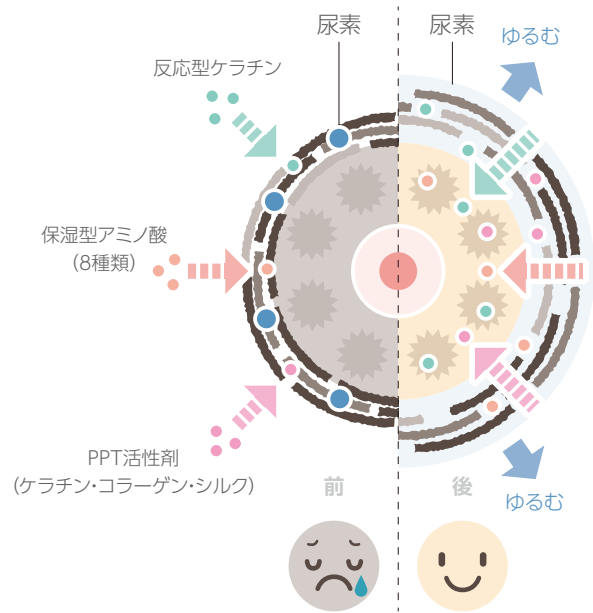 尿素
尿素
ゆるむ
反応型ケラチン
保湿型アミノ酸
（8種類）
PPT活性剤
（ケラチン・コラーゲン・シルク）
前
後
ゆるむ